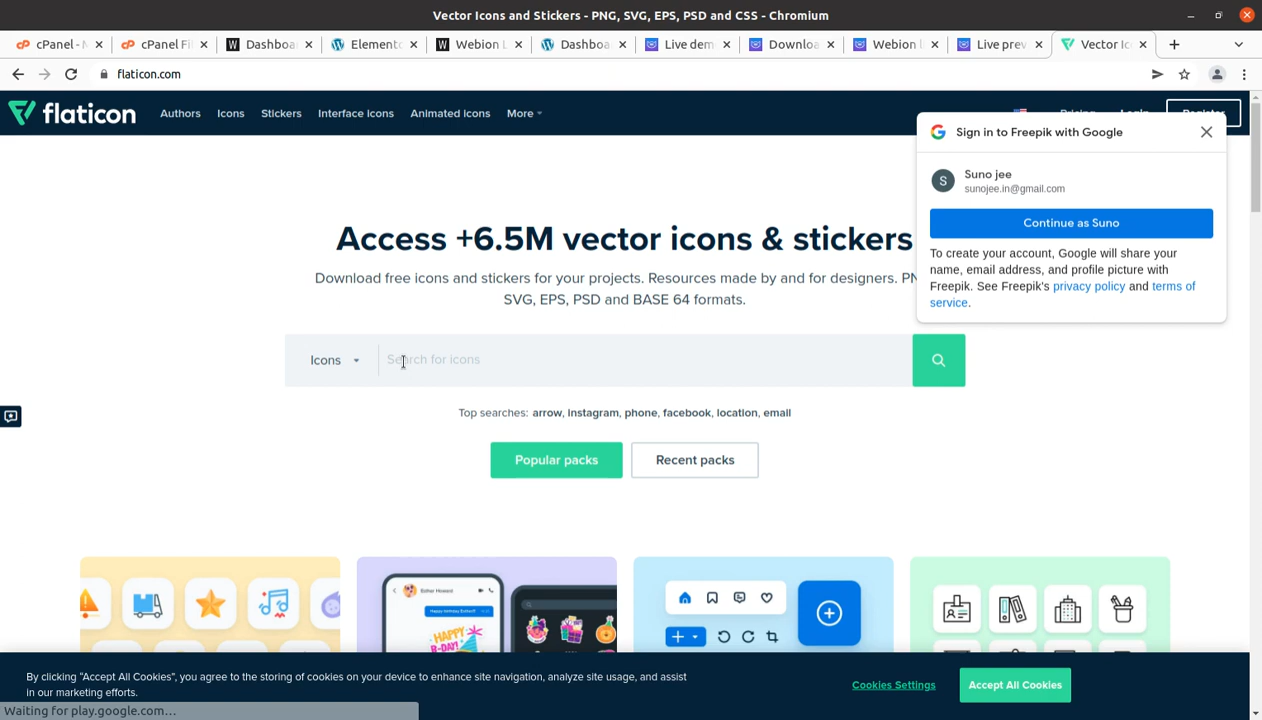 Vector Icons and Stickers - PNG, SVG, EPS, PSD and CSS - Chromium
cPanel - M
cPanel Fi
Dashboa
Elemento
Webion L
Dashboa
Live dem
Downloa
Webion l
Live prev
Vector Ic
flaticon.com
flaticon
Authors
Icons
Stickers
Interface icons
Animated icons
More
Pricing
Login
Register
Sign in to Freepik with Google
S
Suno jee
sunojee.in@gmail.com
Continue as Suno
To create your account, Google will share your
name, email address, and profile picture with
Freepik. See Freepik's privacy policy and terms of
service.
Access +6.5M vector icons & stickers
Download free icons and stickers for your projects. Resources made by and for designers. PN
SVG, EPS, PSD and BASE 64 formats.
Icons
Search for icons
Top searches: arrow, instagram, phone, facebook, location, email
Popular packs
Recent packs
Esther Howard
HAPPY
B-DAY!
By clicking "Accept All Cookies", you agree to the storing of cookies on your device to enhance site navigation, analyze site usage, and assist
in our marketing efforts.
Cookies Settings
Accept All Cookies
Waiting for play.google.com...